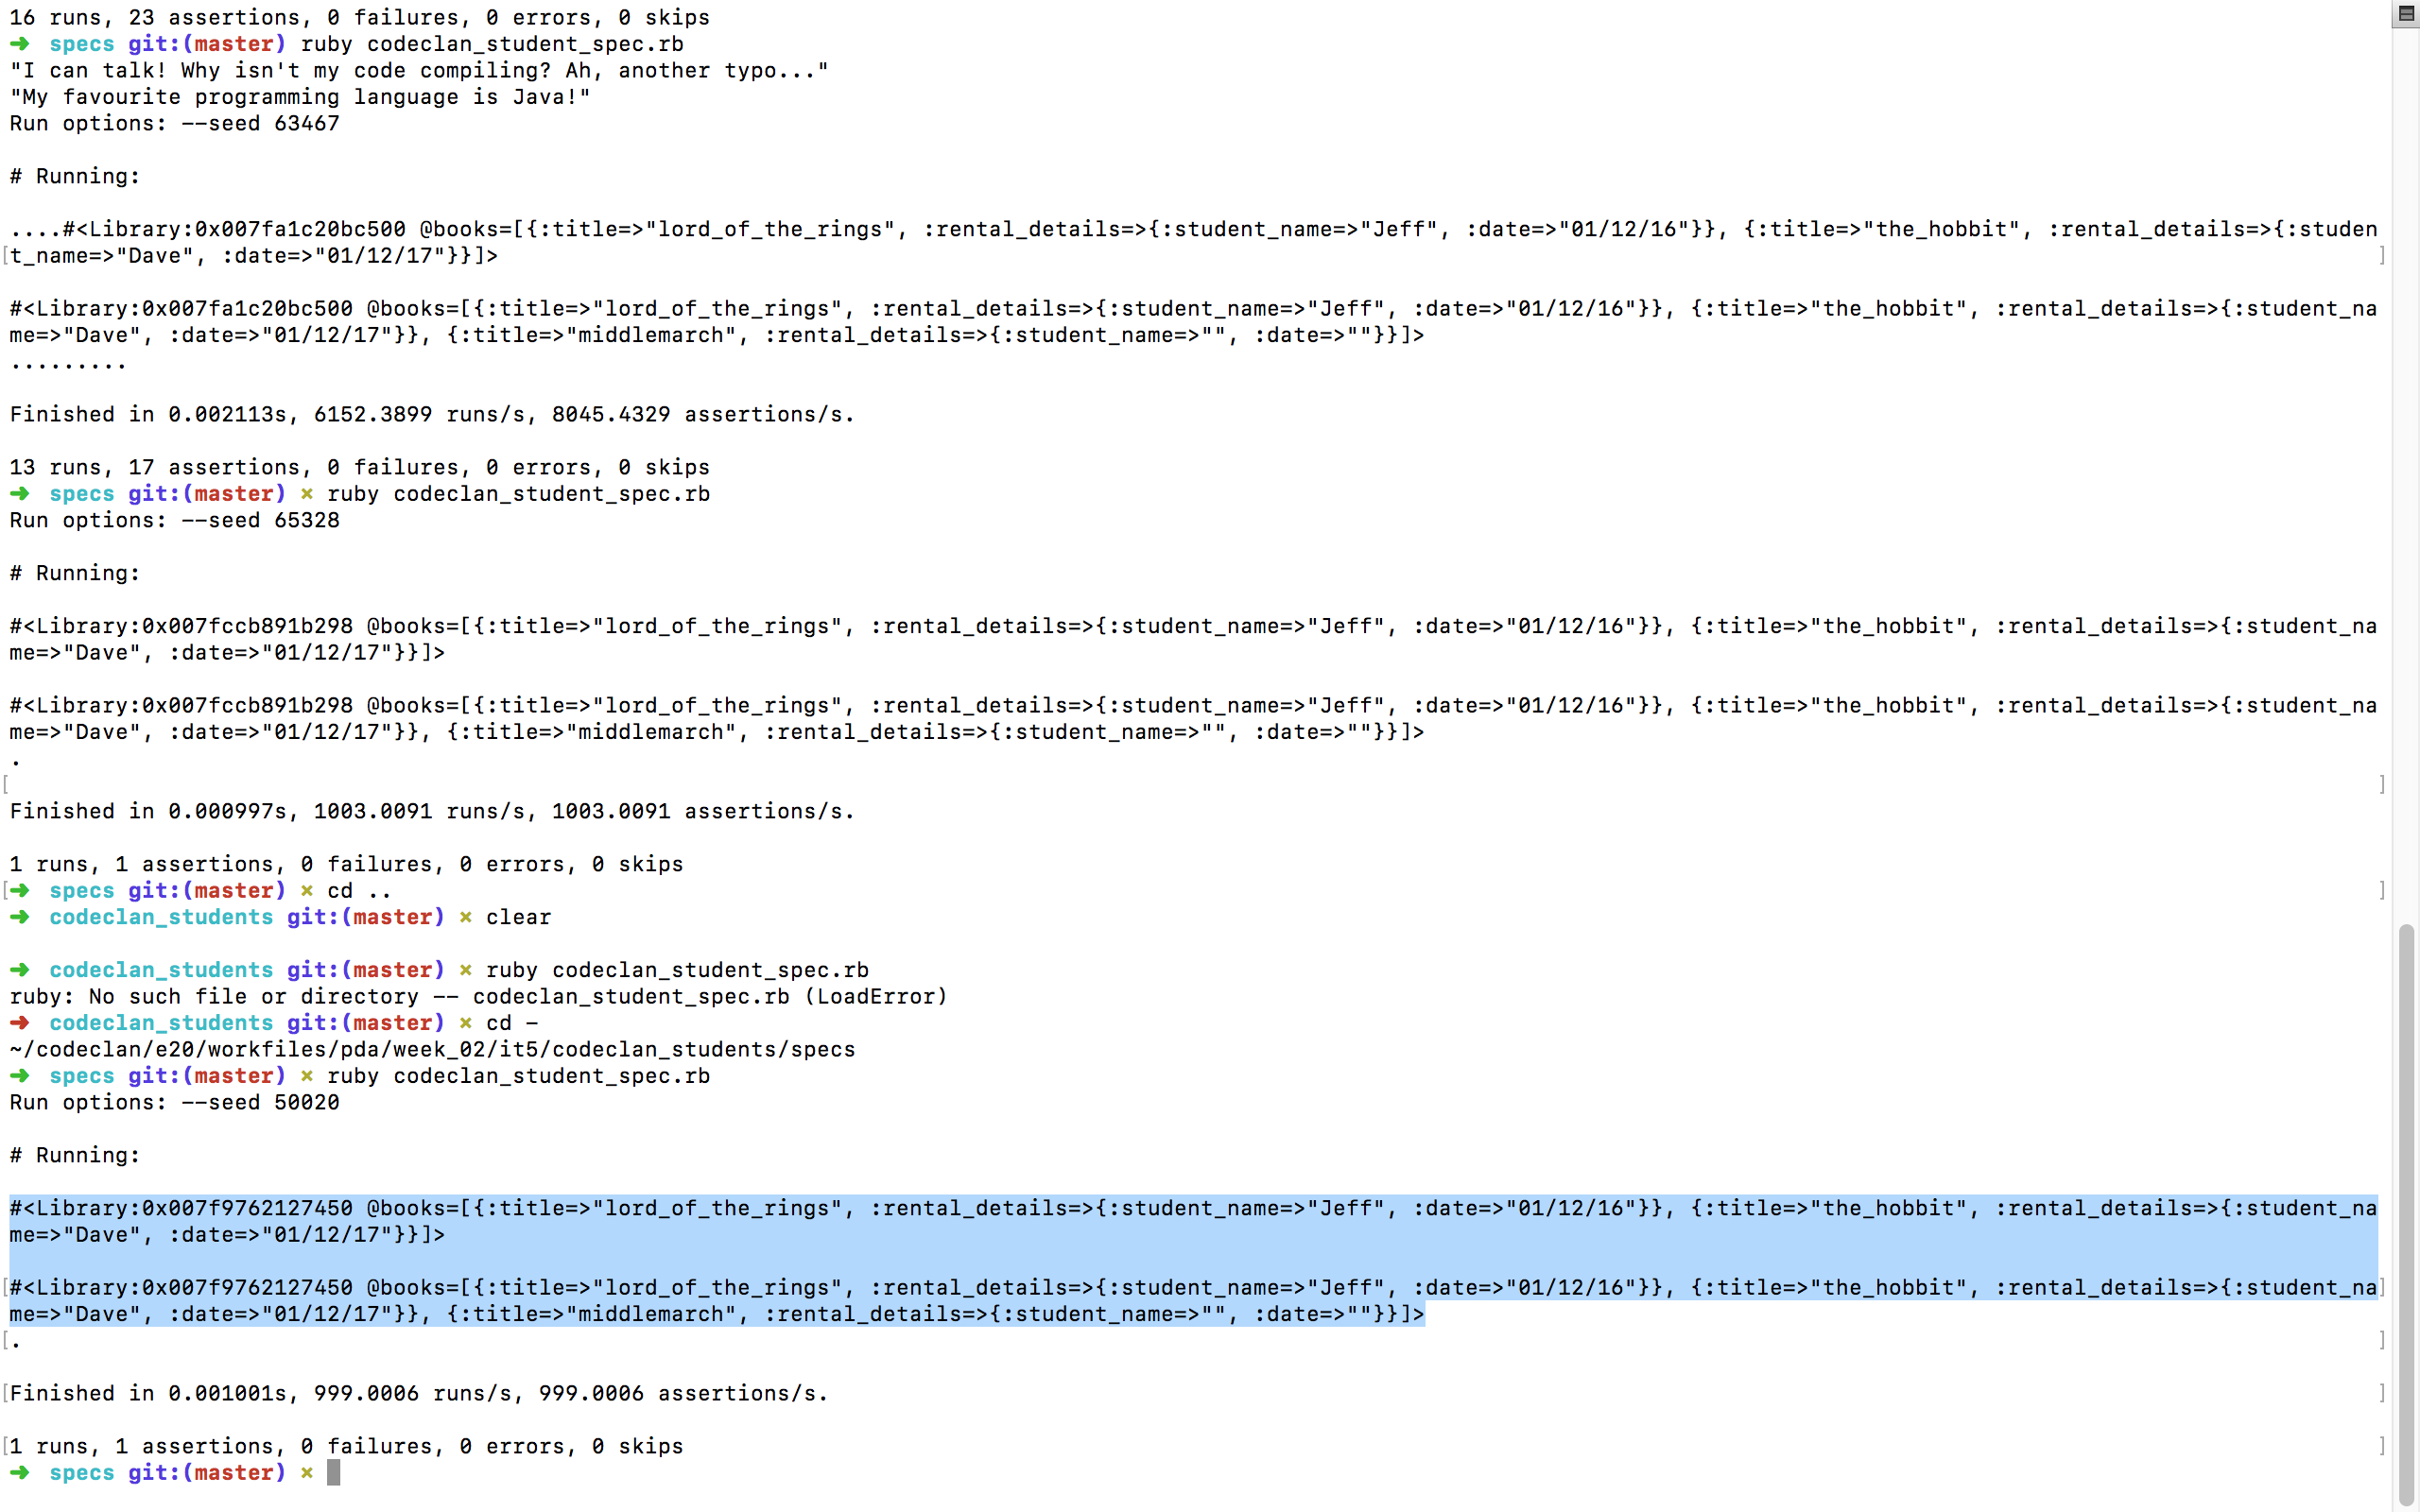 16 runs, 23 assertions, 0 failures, 0 errors, 0 skips
➜  specs git:(master) ruby codeclan_student_spec.rb
"I can talk! Why isn't my code compiling? Ah, another typo..."
"My favourite programming language is Java!"
Run options: --seed 63467
# Running:
....#<Library:0x007fa1c20bc500 @books=[{:title=>"lord_of_the_rings", :rental_details=>{:student_name=>"Jeff", :date=>"01/12/16"}}, {:title=>"the_hobbit", :rental_details=>{:studen
t_name=>"Dave", :date=>"01/12/17"}}]>
#<Library:0x007fa1c20bc500 @books=[{:title=>"lord_of_the_rings", :rental_details=>{:student_name=>"Jeff", :date=>"01/12/16"}}, {:title=>"the_hobbit", :rental_details=>{:student_na
me=>"Dave", :date=>"01/12/17"}}, {:title=>"middlemarch", :rental_details=>{:student_name=>"", :date=>""}}]>
.........
Finished in 0.002113s, 6152.3899 runs/s, 8045.4329 assertions/s.
13 runs, 17 assertions, 0 failures, 0 errors, 0 skips
➜  specs git:(master) ✗ ruby codeclan_student_spec.rb
Run options: --seed 65328
# Running:
#<Library:0x007fccb891b298 @books=[{:title=>"lord_of_the_rings", :rental_details=>{:student_name=>"Jeff", :date=>"01/12/16"}}, {:title=>"the_hobbit", :rental_details=>{:student_na
me=>"Dave", :date=>"01/12/17"}}]>
#<Library:0x007fccb891b298 @books=[{:title=>"lord_of_the_rings", :rental_details=>{:student_name=>"Jeff", :date=>"01/12/16"}}, {:title=>"the_hobbit", :rental_details=>{:student_na
me=>"Dave", :date=>"01/12/17"}}, {:title=>"middlemarch", :rental_details=>{:student_name=>"", :date=>""}}]>
.
Finished in 0.000997s, 1003.0091 runs/s, 1003.0091 assertions/s.
1 runs, 1 assertions, 0 failures, 0 errors, 0 skips
➜  specs git:(master) ✗ cd ..
➜  codeclan_students git:(master) ✗ clear
➜  codeclan_students git:(master) ✗ ruby codeclan_student_spec.rb
ruby: No such file or directory -- codeclan_student_spec.rb (LoadError)
➜  codeclan_students git:(master) ✗ cd -
~/codeclan/e20/workfiles/pda/week_02/it5/codeclan_students/specs
➜  specs git:(master) ✗ ruby codeclan_student_spec.rb
Run options: --seed 50020
# Running:
#<Library:0x007f9762127450 @books=[{:title=>"lord_of_the_rings", :rental_details=>{:student_name=>"Jeff", :date=>"01/12/16"}}, {:title=>"the_hobbit", :rental_details=>{:student_na
me=>"Dave", :date=>"01/12/17"}}]>
#<Library:0x007f9762127450 @books=[{:title=>"lord_of_the_rings", :rental_details=>{:student_name=>"Jeff", :date=>"01/12/16"}}, {:title=>"the_hobbit", :rental_details=>{:student_na
me=>"Dave", :date=>"01/12/17"}}, {:title=>"middlemarch", :rental_details=>{:student_name=>"", :date=>""}}]>
.
Finished in 0.001001s, 999.0006 runs/s, 999.0006 assertions/s.
1 runs, 1 assertions, 0 failures, 0 errors, 0 skips
➜  specs git:(master) ✗